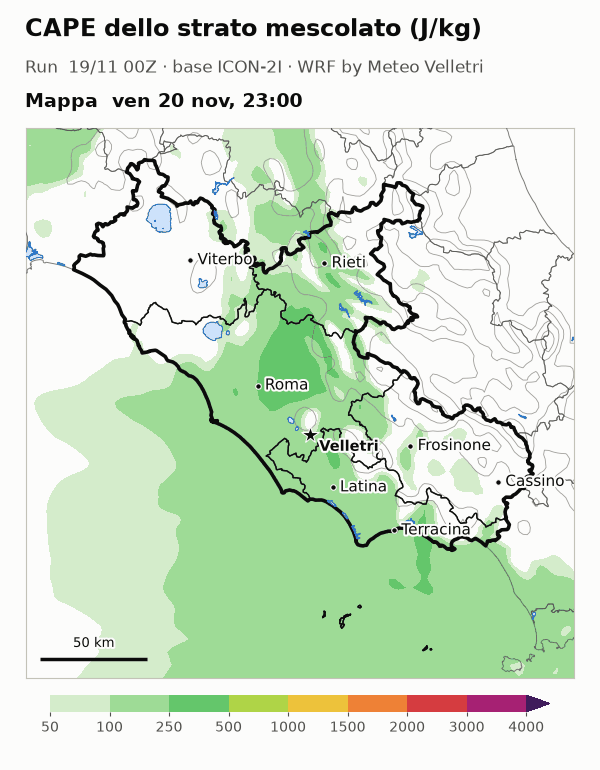 CAPE dello strato mescolato (J/kg)
Run  19/11 00Z · base ICON-2I · WRF by Meteo Velletri
Mappa  ven 20 nov, 23:00
Viterbo
Rieti
Roma
Velletri
Frosinone
Latina
Cassino
Terracina
50 km
50 100 250 500 1000 1500 2000 3000 4000